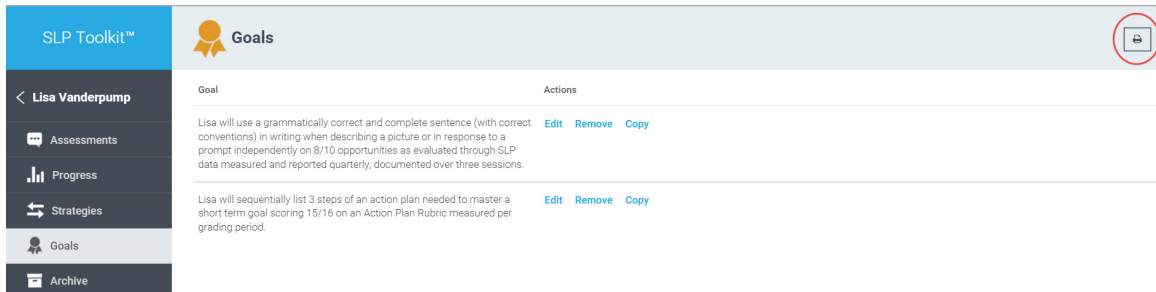 SLP Toolkit™
Goals
Lisa Vanderpump
Assessments
Progress
Strategies
Goals
Archive
Goal
Actions
Lisa will use a grammatically correct and complete sentence (with correct
conventions) in writing when describing a picture or in response to a
prompt independently on 8/10 opportunities as evaluated through SLP
data measured and reported quarterly, documented over three sessions.
Edit Remove Copy
Lisa will sequentially list 3 steps of an action plan needed to master a
short term goal scoring 15/16 on an Action Plan Rubric measured per
grading period.
Edit Remove Copy